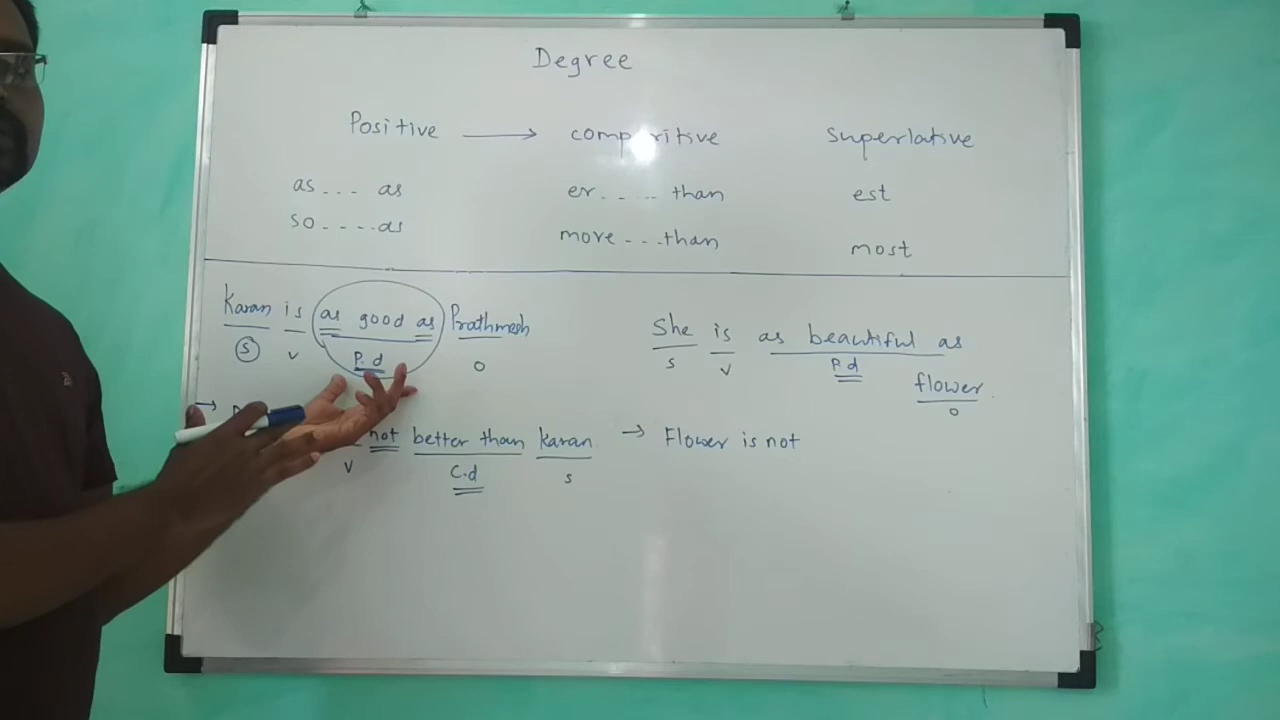 Degree
Positive ⟶ comparitive superlative
as --- as er. - . -- than est
so ---- as more --- than most
Karan is as good as Prathmesh
S v P.d o
→
not better than Karan
v C.d s
She is as beautiful as
s v P.d
flower
o
→ Flower is not